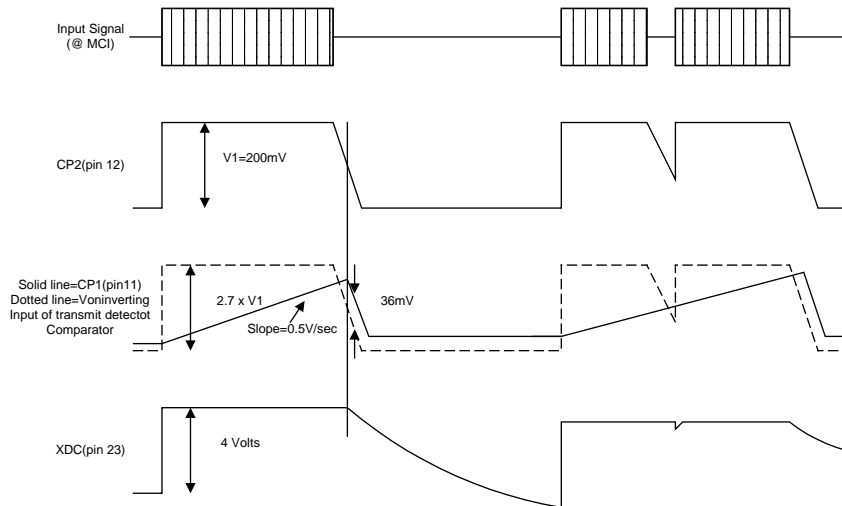 Input Signal
(@ MCI)
CP2(pin 12)
V1=200mV
Solid line=CP1(pin11)
Dotted line=Voninverting
Input of transmit detectot
Comparator
2.7 x V1
Slope=0.5V/sec
36mV
XDC(pin 23)
4 Volts